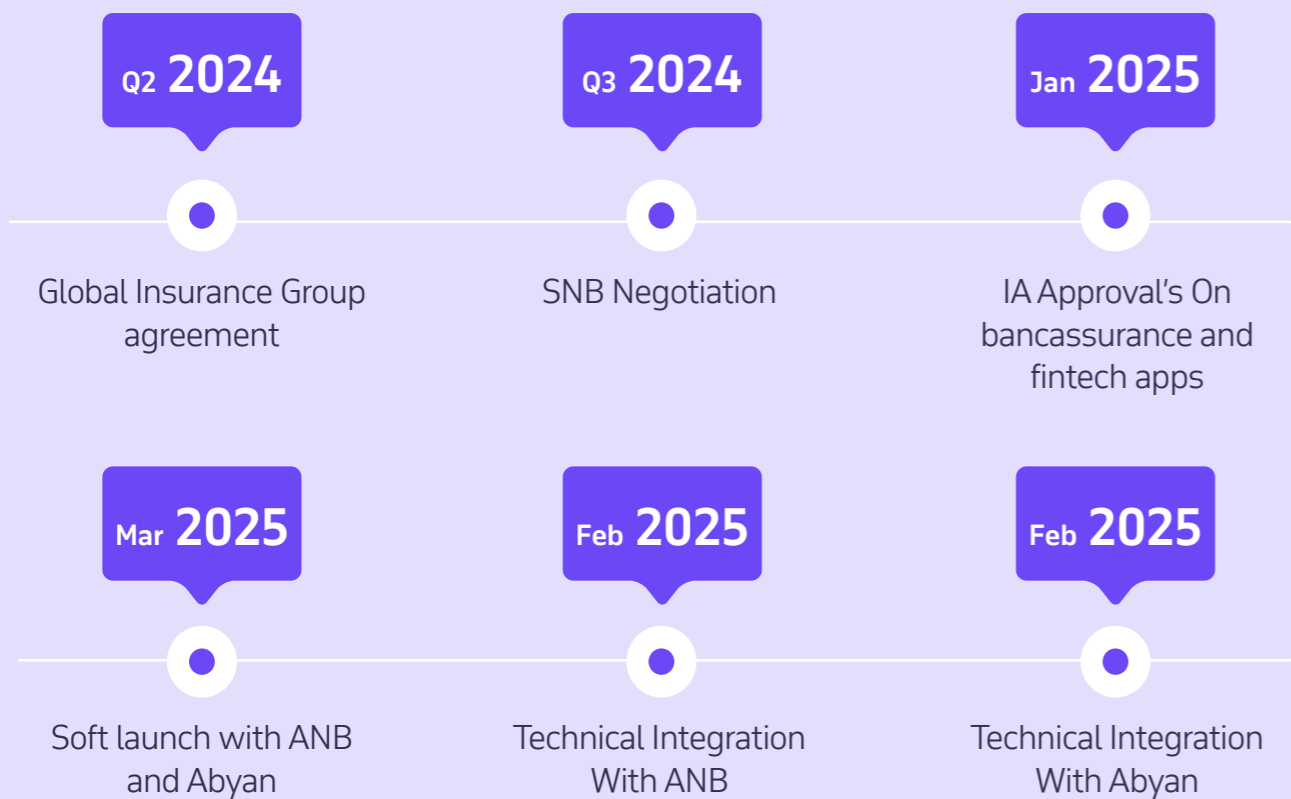 Q2 2024
Global Insurance Group
agreement
Q3 2024
SNB Negotiation
Jan 2025
IA Approval's On
bancassurance and
fintech apps
Mar 2025
Soft launch with ANB
and Abyan
Feb 2025
Technical Integration
With ANB
Feb 2025
Technical Integration
With Abyan